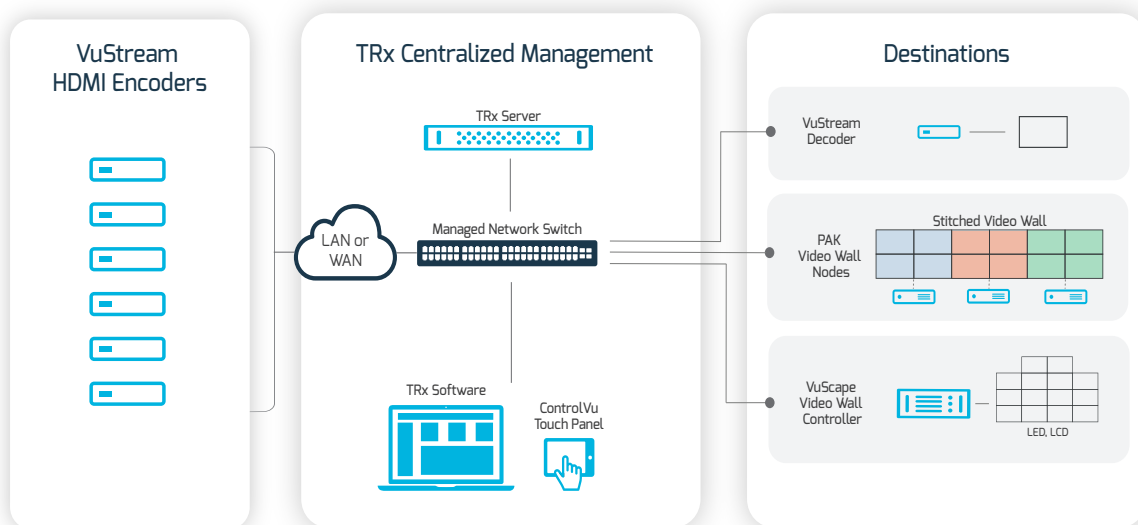 VuStream
HDMI Encoders
TRx Centralized Management
TRx Server
LAN or
WAN
Managed Network Switch
TRx Software
ControlVu
Touch Panel
Destinations
VuStream
Decoder
Stitched Video Wall
PAK
Video Wall
Nodes
VuScape
Video Wall
Controller
LED, LCD